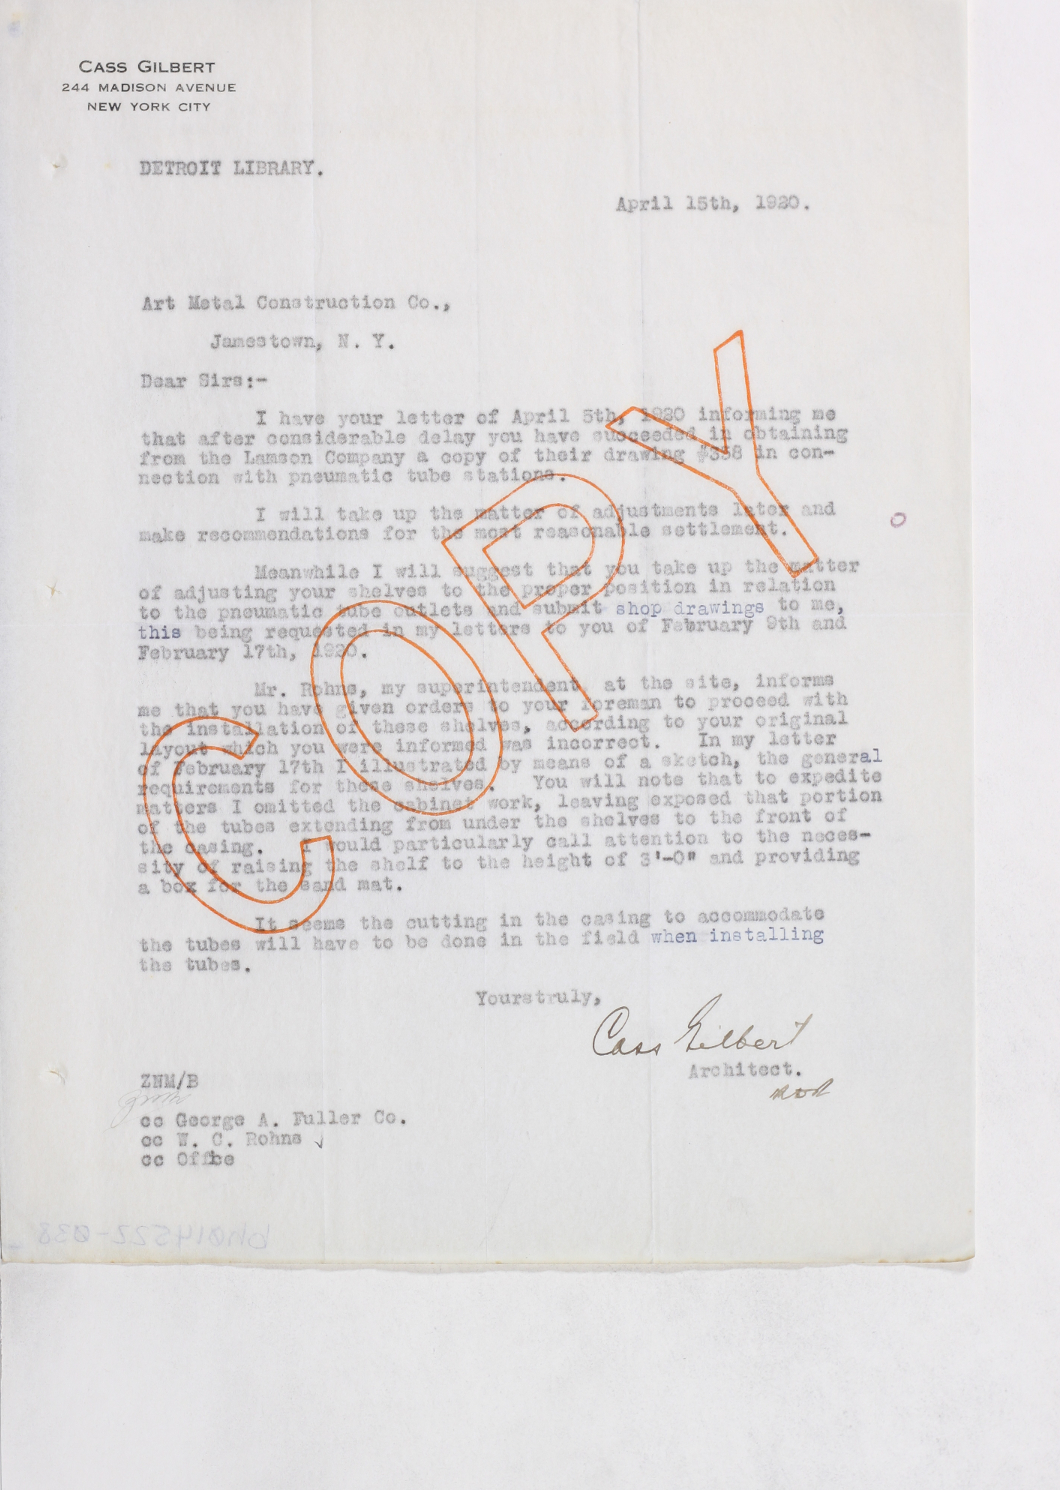 CASS GILBERT
244 MADISON AVENUE
NEW YORK CITY
DETROIT LIBRARY.
April 15th, 1920.
Art Metal Construction Co.,
Jamestown, N. Y.
Dear Sirs:-
I have your letter of April 5th, 1920 informing me
that after considerable delay you have succeeded in obtaining
from the Lamson Company a copy of their drawing #338 in con-
nection with pneumatic tube stations.
I will take up the matter of adjustments later and
make recommendations for the most reasonable settlement.
Meanwhile I will suggest that you take up the matter
of adjusting your shelves to the proper position in relation
to the pneumatic tube outlets and submit shop drawings to me,
this being requested in my letters to you of February 9th and
February 17th, 1920.
Mr. Rohns, my superintendent at the site, informs
me that you have given orders to your foreman to proceed with
the installation of these shelves, according to your original
layout which you were informed was incorrect. In my letter
of February 17th I illustrated by means of a sketch, the general
requirements for these shelves. You will note that to expedite
matters I omitted the cabinet work, leaving exposed that portion
of the tubes extending from under the shelves to the front of
the casing. I would particularly call attention to the neces-
sity of raising the shelf to the height of 3'-0" and providing
a box for the sand mat.
It seems the cutting in the casing to accommodate
the tubes will have to be done in the field when installing
the tubes.
Yourstruly,
Cass Gilbert
Architect.
ZNM/B
cc George A. Fuller Co.
cc W. C. Rohns
cc Office
COPY
bh014522-038